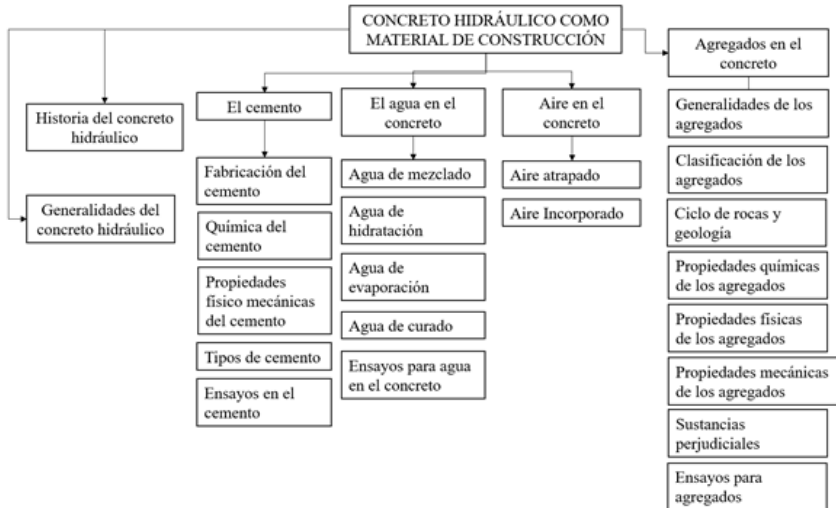 CONCRETO HIDRÁULICO COMO
MATERIAL DE CONSTRUCCIÓN
Historia del concreto
hidráulico
Generalidades del
concreto hidráulico
El cemento
Fabricación del
cemento
Química del
cemento
Propiedades
físico mecánicas
del cemento
Tipos de cemento
Ensayos en el
cemento
El agua en el
concreto
Agua de mezclado
Agua de
hidratación
Agua de
evaporación
Agua de curado
Ensayos para agua
en el concreto
Aire en el
concreto
Aire atrapado
Aire Incorporado
Agregados en el
concreto
Generalidades de los
agregados
Clasificación de los
agregados
Ciclo de rocas y
geología
Propiedades químicas
de los agregados
Propiedades físicas
de los agregados
Propiedades mecánicas
de los agregados
Sustancias
perjudiciales
Ensayos para
agregados